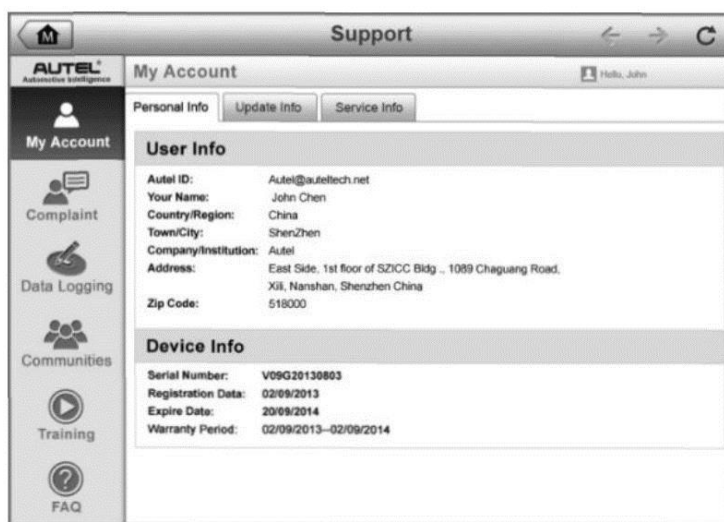 M
Support
AUTEL
Automotive Intelligence
My Account
Hello, John
My Account
Complaint
Data Logging
Communities
Training
FAQ
Personal Info
Update Info
Service Info
User Info
Autel ID: Autel@auteltech.net
Your Name: John Chen
Country/Region: China
Town/City: ShenZhen
Company/Institution: Autel
Address: East Side, 1st floor of SZICC Bldg ., 1089 Chaguang Road,
Xili, Nanshan, Shenzhen China
Zip Code: 518000
Device Info
Serial Number: V09G20130803
Registration Data: 02/09/2013
Expire Date: 20/09/2014
Warranty Period: 02/09/2013--02/09/2014